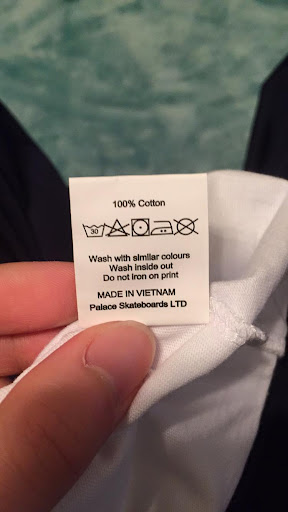 100% Cotton
30
Wash with similar colours
Wash inside out
Do not iron on print
MADE IN VIETNAM
Palace Skateboards LTD